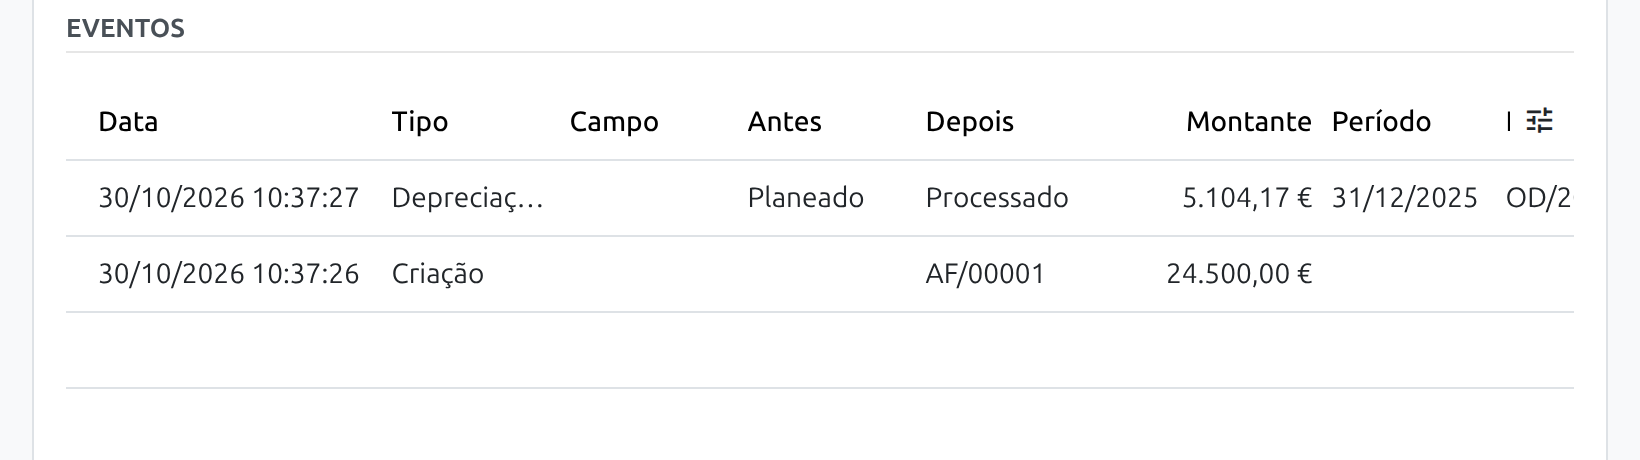 EVENTOS
Data Tipo Campo Antes Depois Montante Período
30/10/2026 10:37:27 Depreciaç… Planeado Processado 5.104,17 € 31/12/2025 OD/2
30/10/2026 10:37:26 Criação AF/00001 24.500,00 €